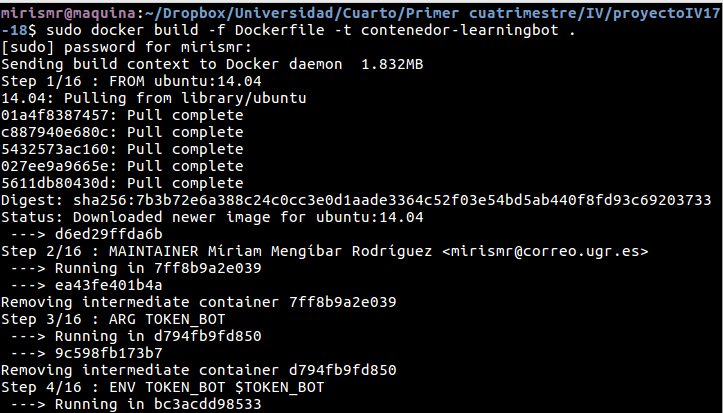 mirismr@maquina:~/Dropbox/Universidad/Cuarto/Primer cuatrimestre/IV/proyectoIV17
-18$ sudo docker build -f Dockerfile -t contenedor-learningbot .
[sudo] password for mirismr:
Sending build context to Docker daemon  1.832MB
Step 1/16 : FROM ubuntu:14.04
14.04: Pulling from library/ubuntu
01a4f8387457: Pull complete
c887940e680c: Pull complete
5432573ac160: Pull complete
027ee9a9665e: Pull complete
5611db80430d: Pull complete
Digest: sha256:7b3b72e6a388c24c0cc3e0d1aade3364c52f03e54bd5ab440f8fd93c69203733
Status: Downloaded newer image for ubuntu:14.04
 ---> d6ed29ffda6b
Step 2/16 : MAINTAINER Míriam Mengíbar Rodríguez <mirismr@correo.ugr.es>
 ---> Running in 7ff8b9a2e039
 ---> ea43fe401b4a
Removing intermediate container 7ff8b9a2e039
Step 3/16 : ARG TOKEN_BOT
 ---> Running in d794fb9fd850
 ---> 9c598fb173b7
Removing intermediate container d794fb9fd850
Step 4/16 : ENV TOKEN_BOT $TOKEN_BOT
 ---> Running in bc3acdd98533